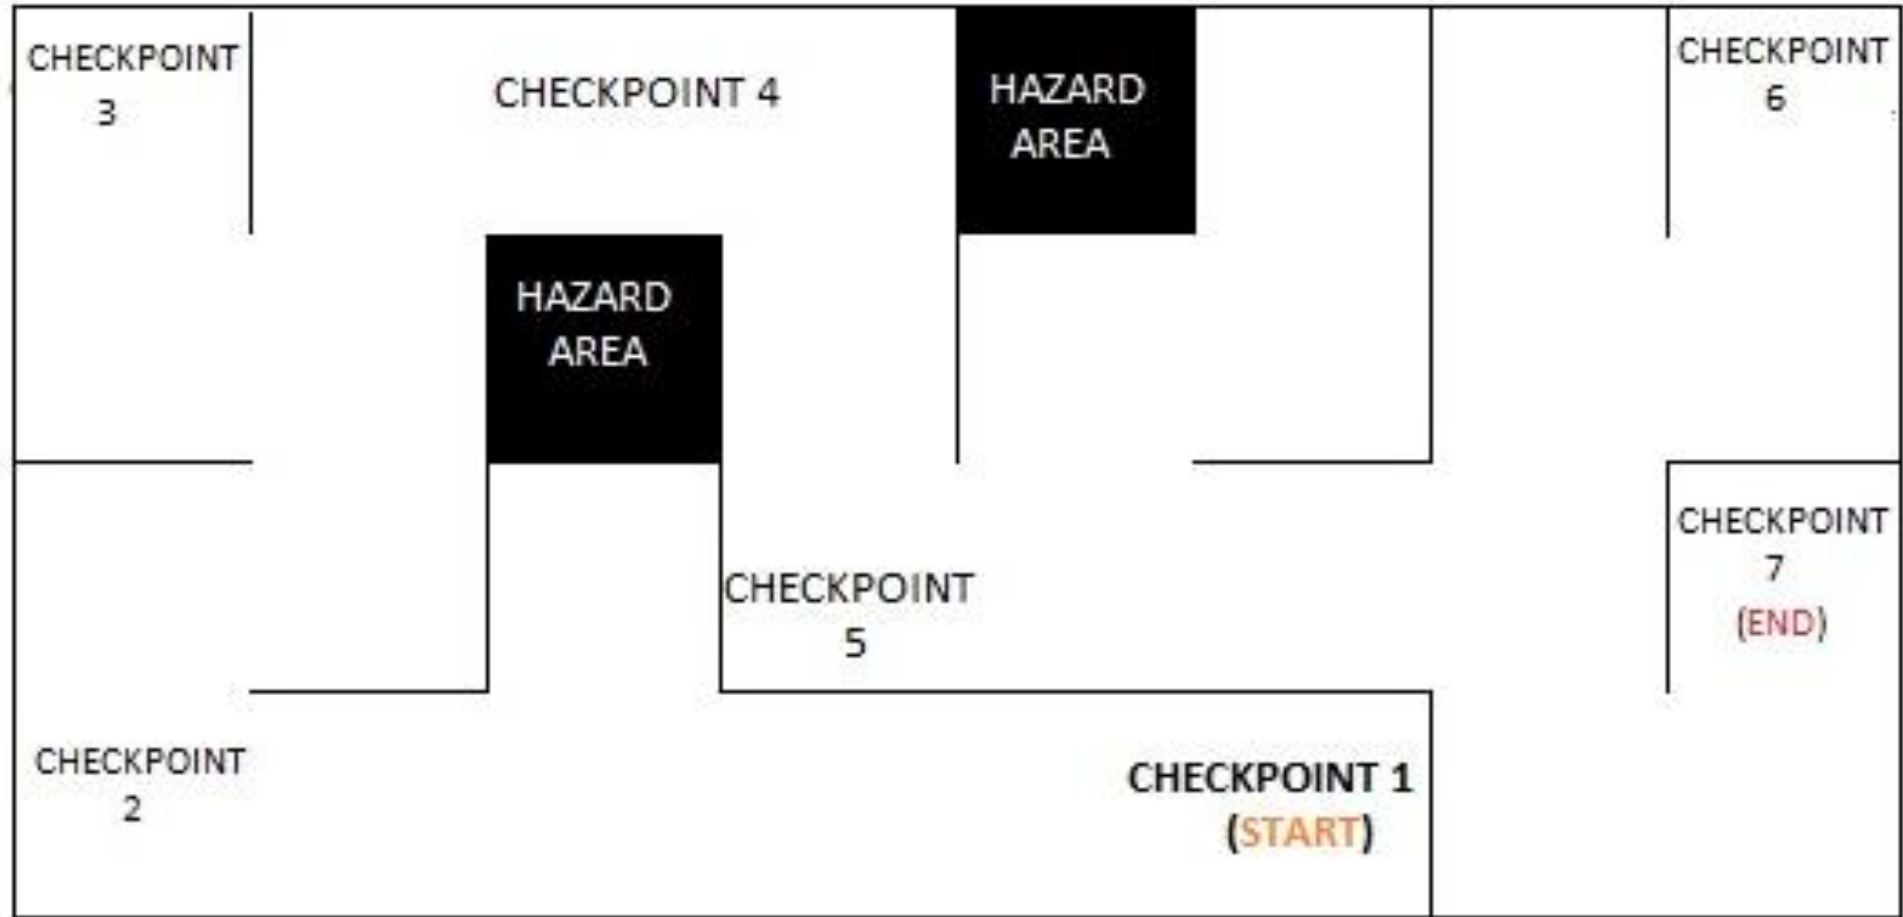 CHECKPOINT
3
CHECKPOINT 4
HAZARD
AREA
CHECKPOINT
6
HAZARD
AREA
CHECKPOINT
5
CHECKPOINT
7
(END)
CHECKPOINT
2
CHECKPOINT 1
(START)